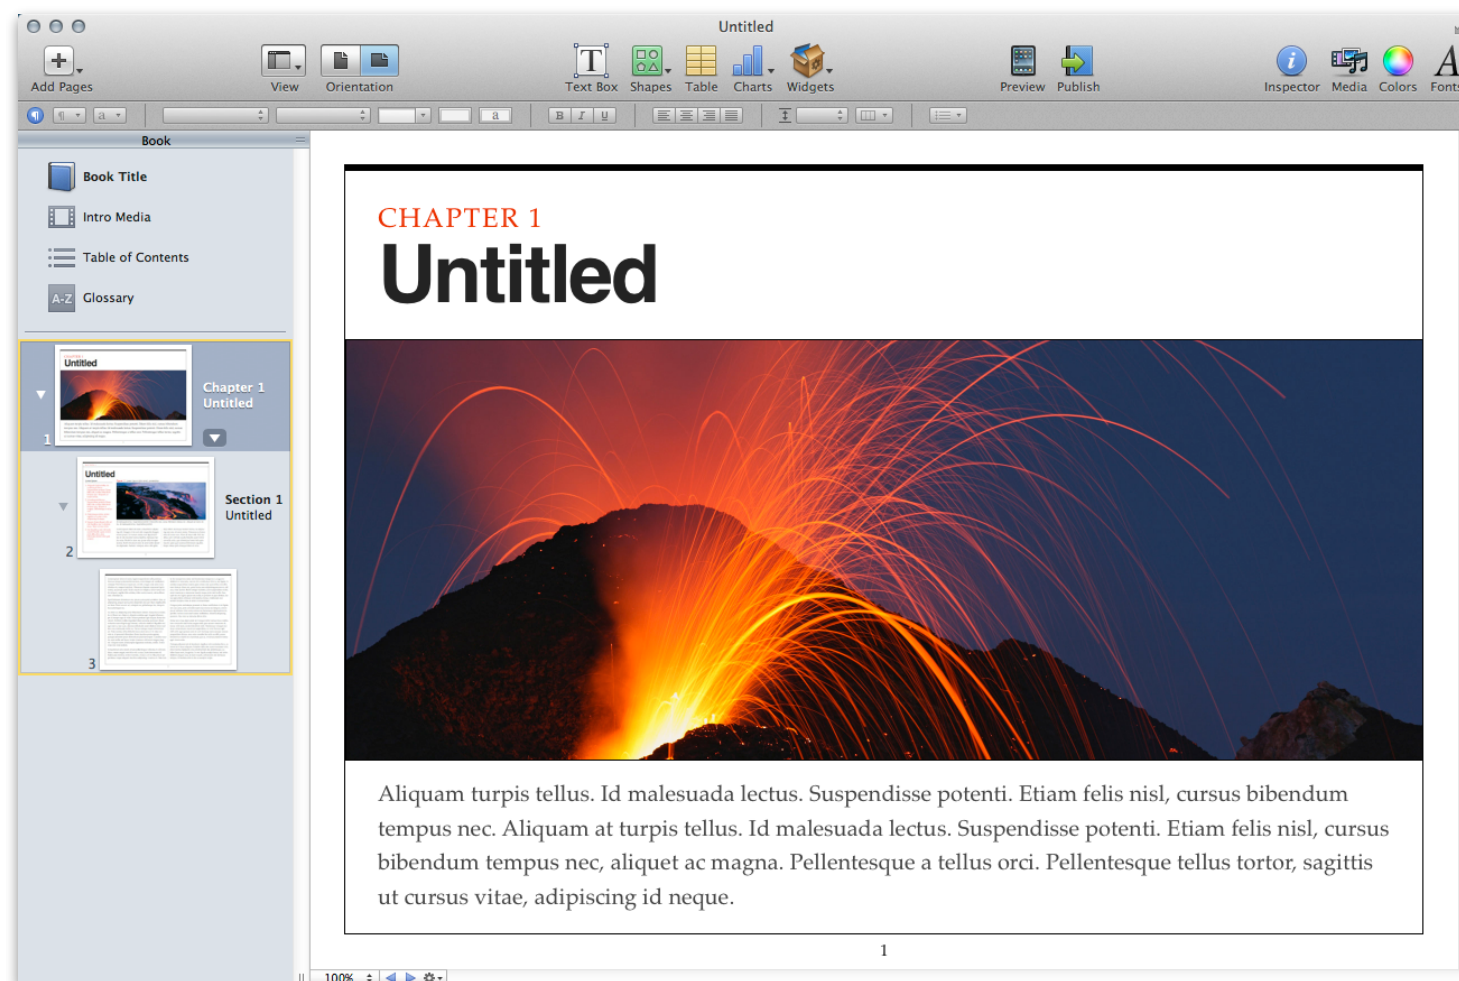 Untitled
Add Pages
View
Orientation
T
Text Box
Shapes
Table
Charts
Widgets
Preview
Publish
i
Inspector
Media
Colors
A
Fonts
¶
¶
a
a
B I U
Book
Book Title
Intro Media
Table of Contents
A-Z
Glossary
Untitled
Chapter 1
Untitled
1
Untitled
Section 1
Untitled
2
3
CHAPTER 1
Untitled
Aliquam turpis tellus. Id malesuada lectus. Suspendisse potenti. Etiam felis nisl, cursus bibendum
tempus nec. Aliquam at turpis tellus. Id malesuada lectus. Suspendisse potenti. Etiam felis nisl, cursus
bibendum tempus nec, aliquet ac magna. Pellentesque a tellus orci. Pellentesque tellus tortor, sagittis
ut cursus vitae, adipiscing id neque.
1
100%